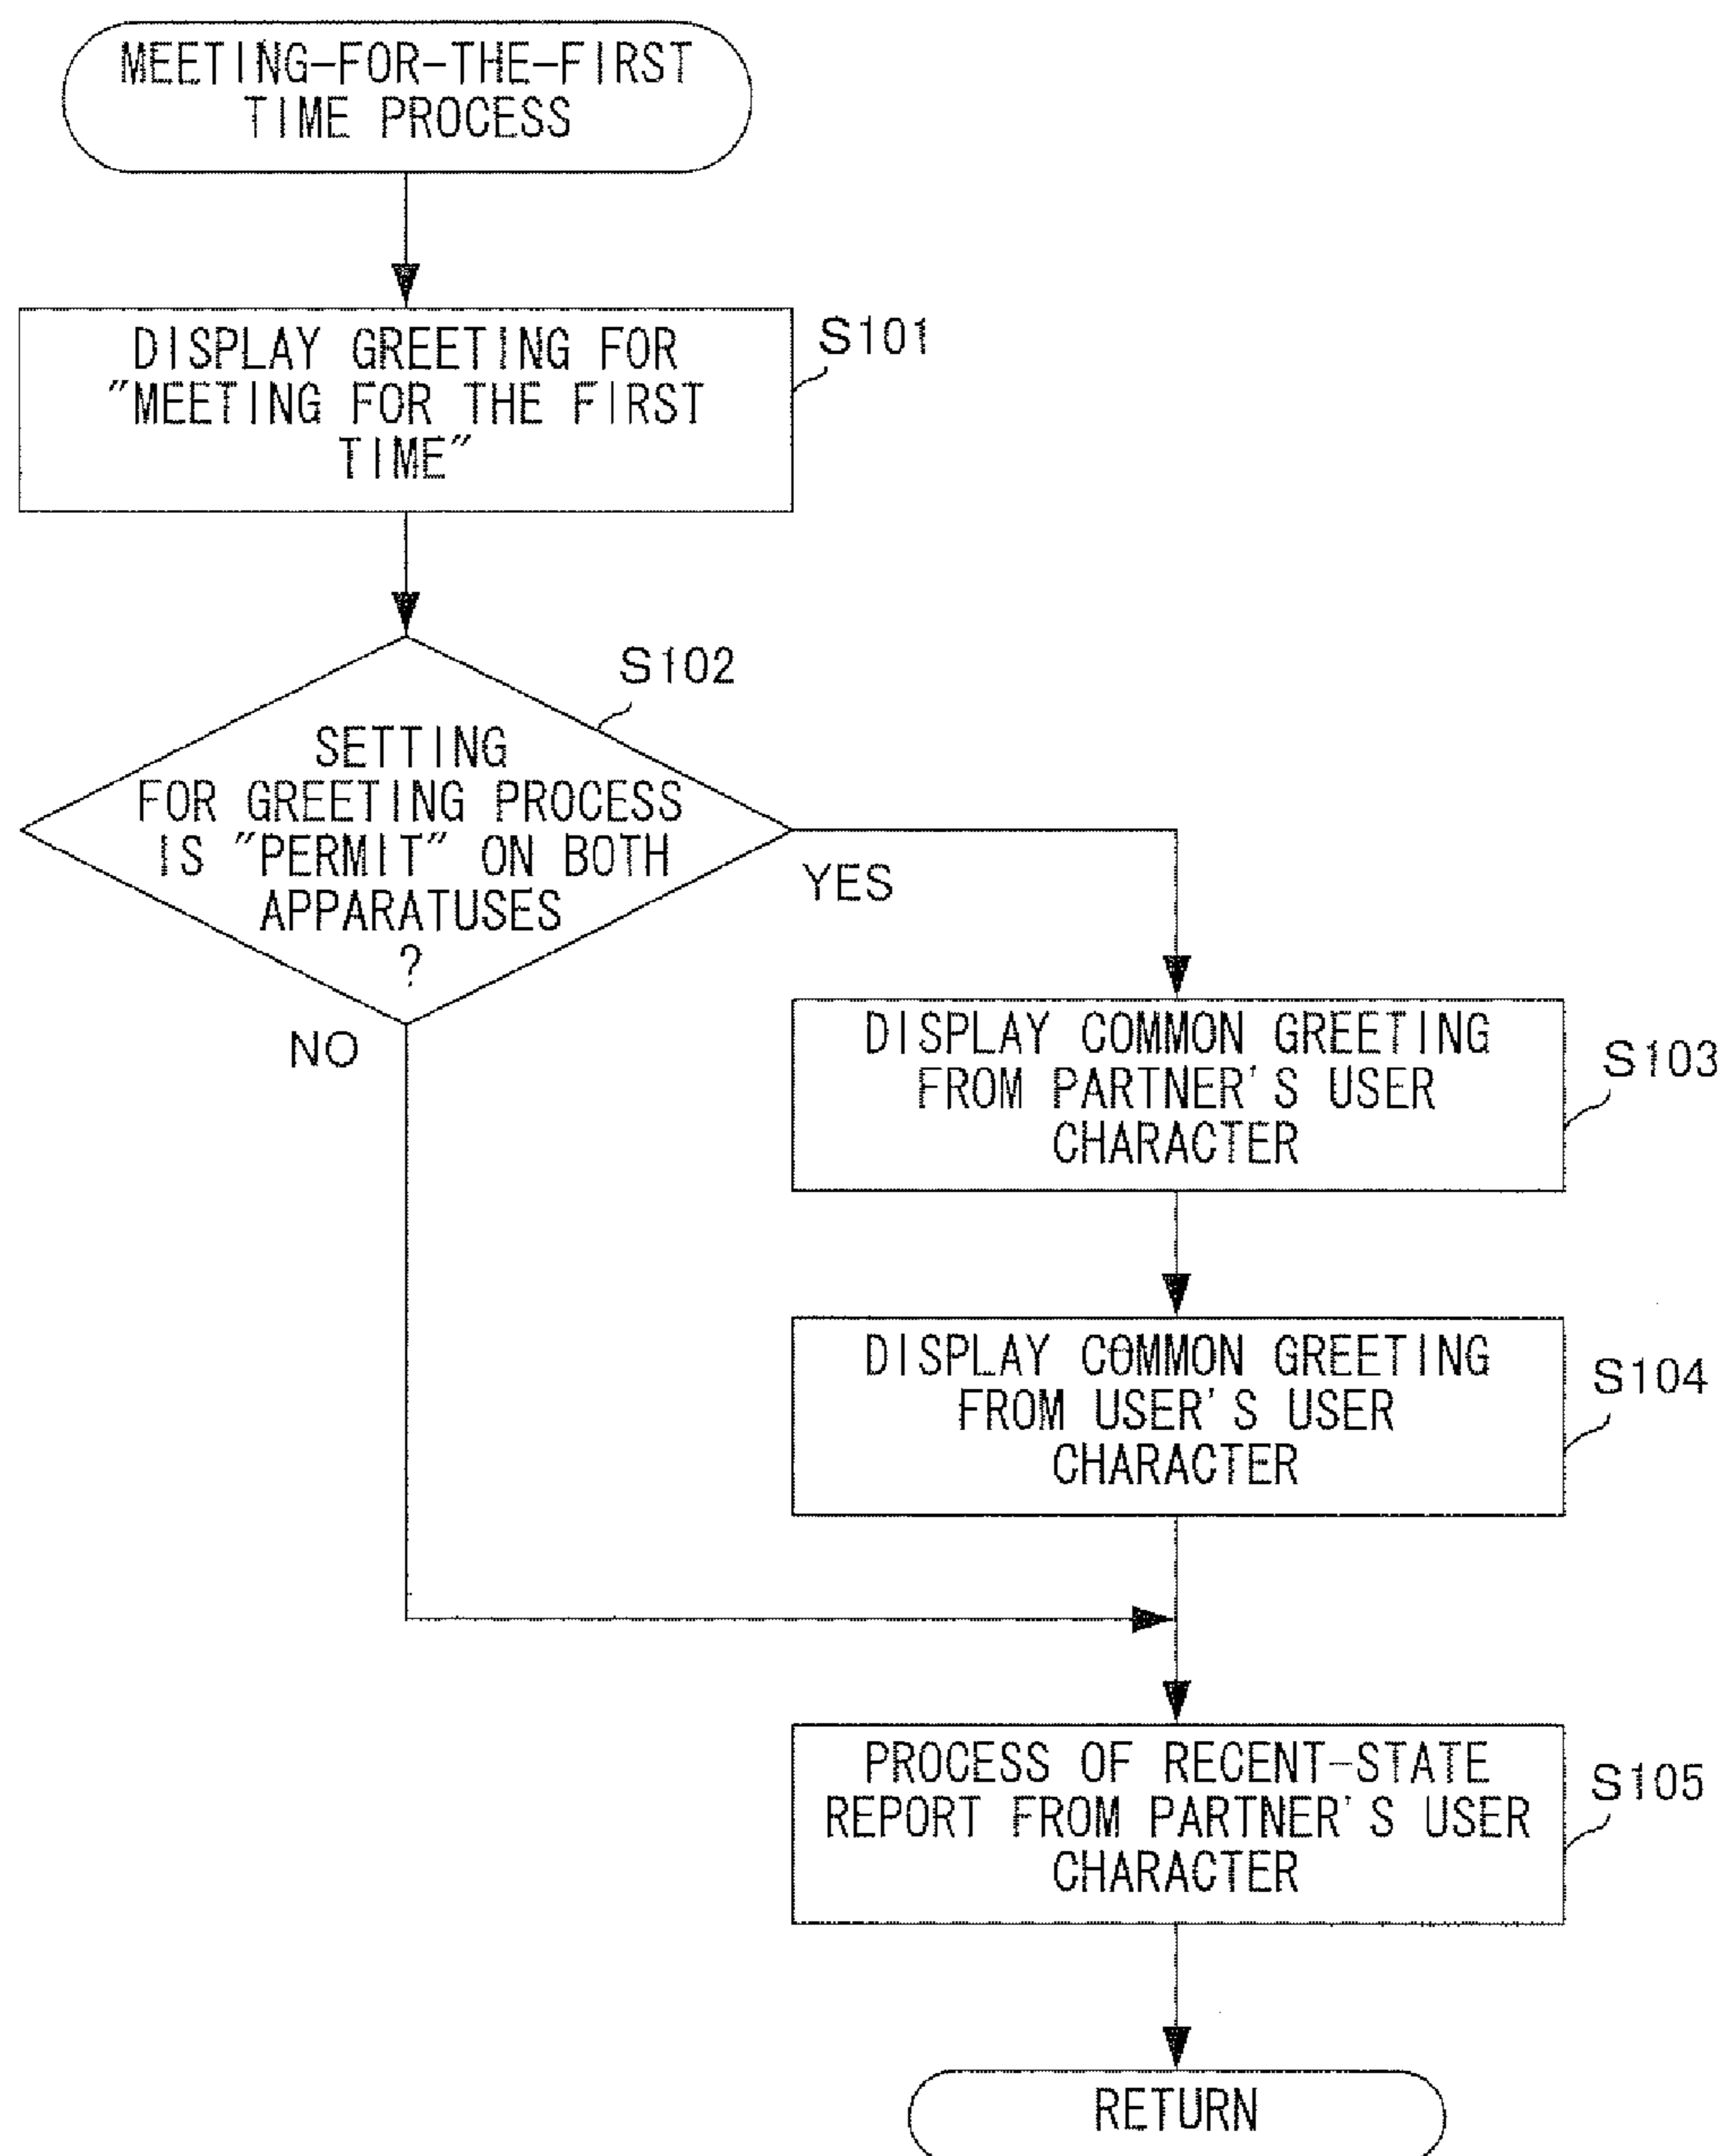 MEETING-FOR-THE-FIRST
TIME PROCESS
DISPLAY GREETING FOR
"MEETING FOR THE FIRST
TIME"
S101
S102
SETTING
FOR GREETING PROCESS
IS "PERMIT" ON BOTH
APPARATUSES
?
YES
NO
DISPLAY COMMON GREETING
FROM PARTNER'S USER
CHARACTER
S103
DISPLAY COMMON GREETING
FROM USER'S USER
CHARACTER
S104
PROCESS OF RECENT-STATE
REPORT FROM PARTNER'S USER
CHARACTER
S105
RETURN